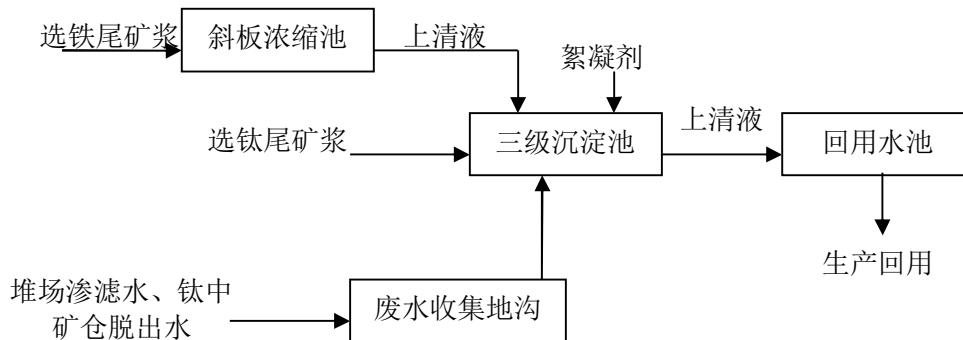 选铁尾矿浆
斜板浓缩池
上清液
絮凝剂
选钛尾矿浆
三级沉淀池
上清液
回用水池
生产回用
堆场渗滤水、钛中
矿仓脱出水
废水收集地沟